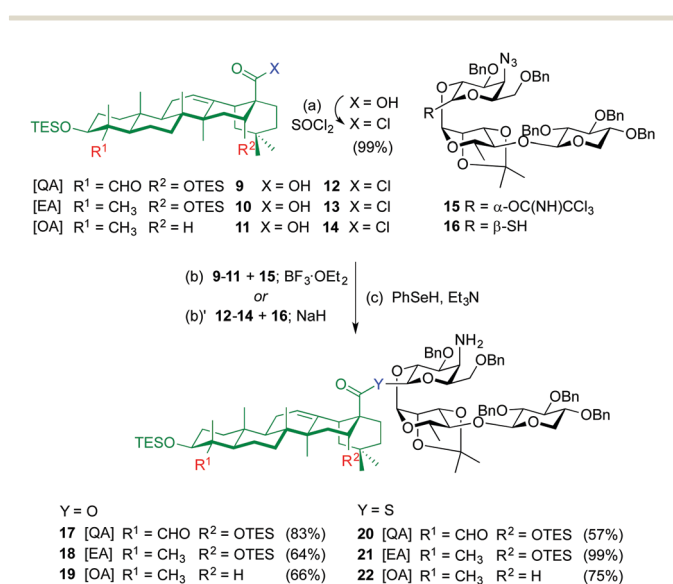 O X
(a) X = OH
SOCl2 X = Cl
(99%)
TESO R1 R2
N3
BnO OBn
O O
R
O O OBn
O O BnO OBn
O O O
[QA] R1 = CHO R2 = OTES 9 X = OH 12 X = Cl
[EA] R1 = CH3 R2 = OTES 10 X = OH 13 X = Cl
[OA] R1 = CH3 R2 = H 11 X = OH 14 X = Cl
15 R = α-OC(NH)CCl3
16 R = β-SH
(b) 9-11 + 15; BF3·OEt2
or
(b)' 12-14 + 16; NaH
(c) PhSeH, Et3N
NH2
BnO OBn
O Y O O
O O OBn
O O BnO OBn
O O O
TESO R1 R2
Y = O
17 [QA] R1 = CHO R2 = OTES (83%)
18 [EA] R1 = CH3 R2 = OTES (64%)
19 [OA] R1 = CH3 R2 = H (66%)
Y = S
20 [QA] R1 = CHO R2 = OTES (57%)
21 [EA] R1 = CH3 R2 = OTES (99%)
22 [OA] R1 = CH3 R2 = H (75%)